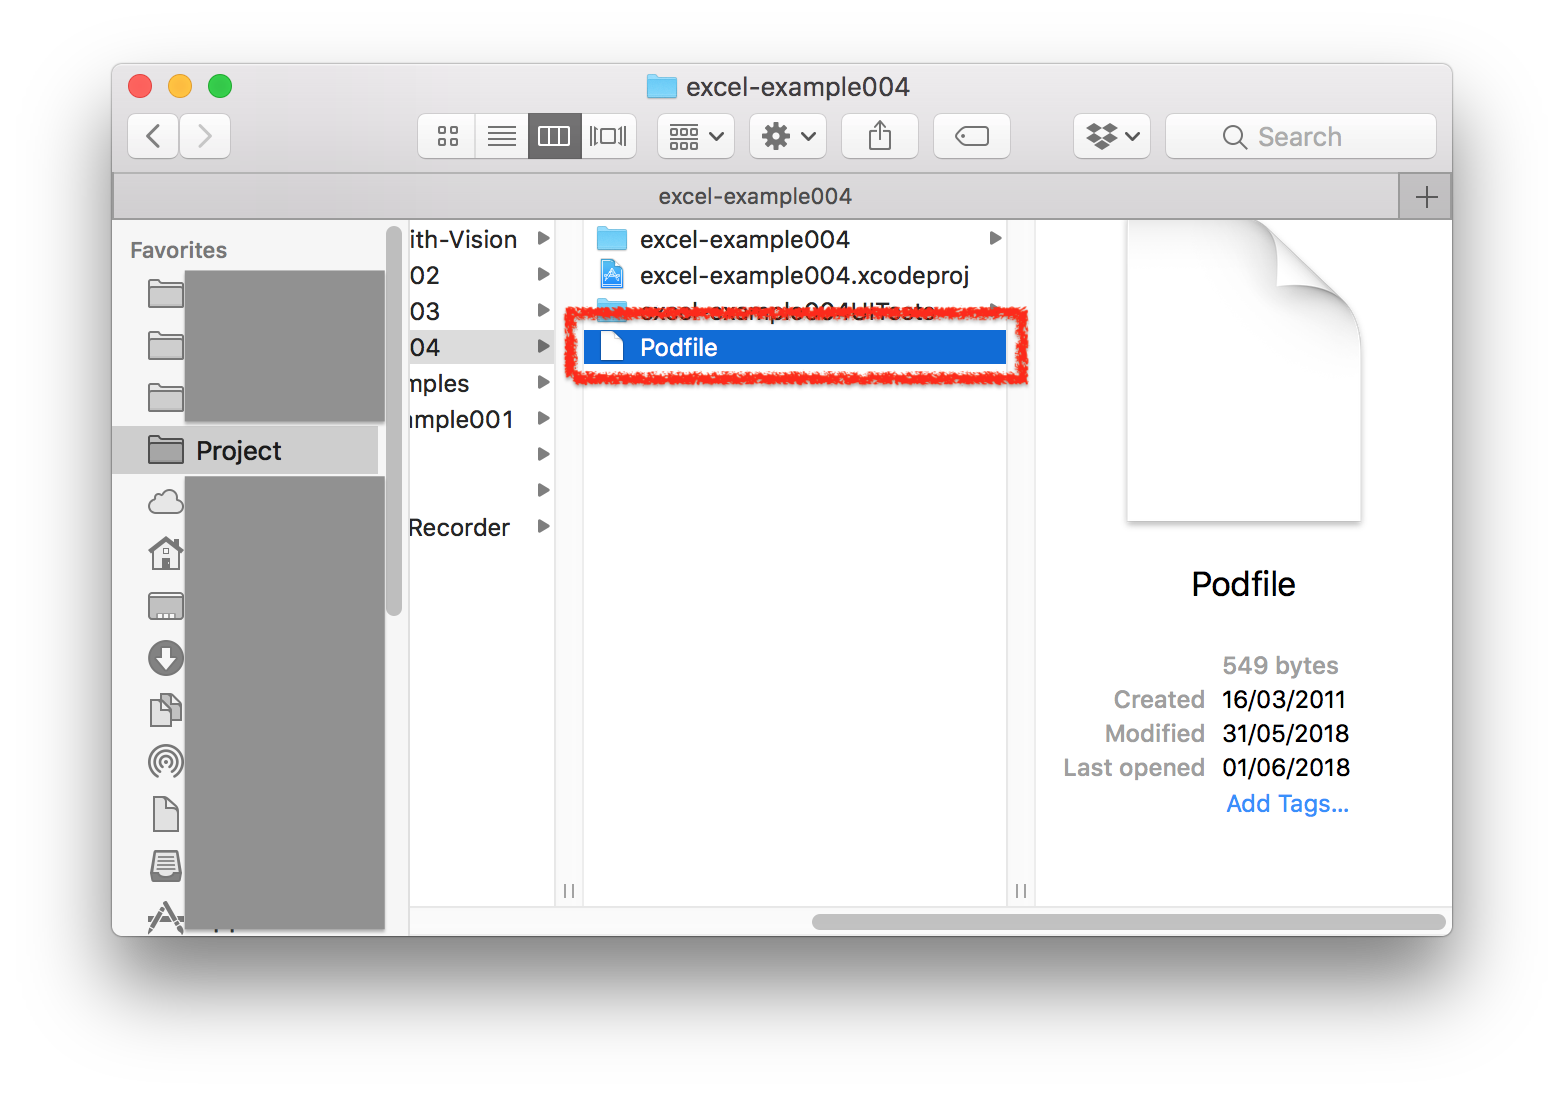 excel-example004
Search
excel-example004
Favorites
Project
ith-Vision
02
03
04
mples
mple001
Recorder
excel-example004
excel-example004.xcodeproj
excel-example004UITests
Podfile
Podfile
549 bytes
Created 16/03/2011
Modified 31/05/2018
Last opened 01/06/2018
Add Tags...